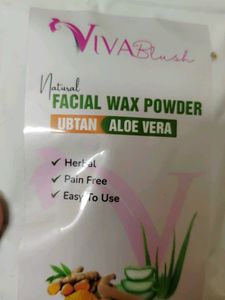 VIVA Blush
Natural
FACIAL WAX POWDER
UBTAN ALOE VERA
Herbal
Pain Free
Easy To Use